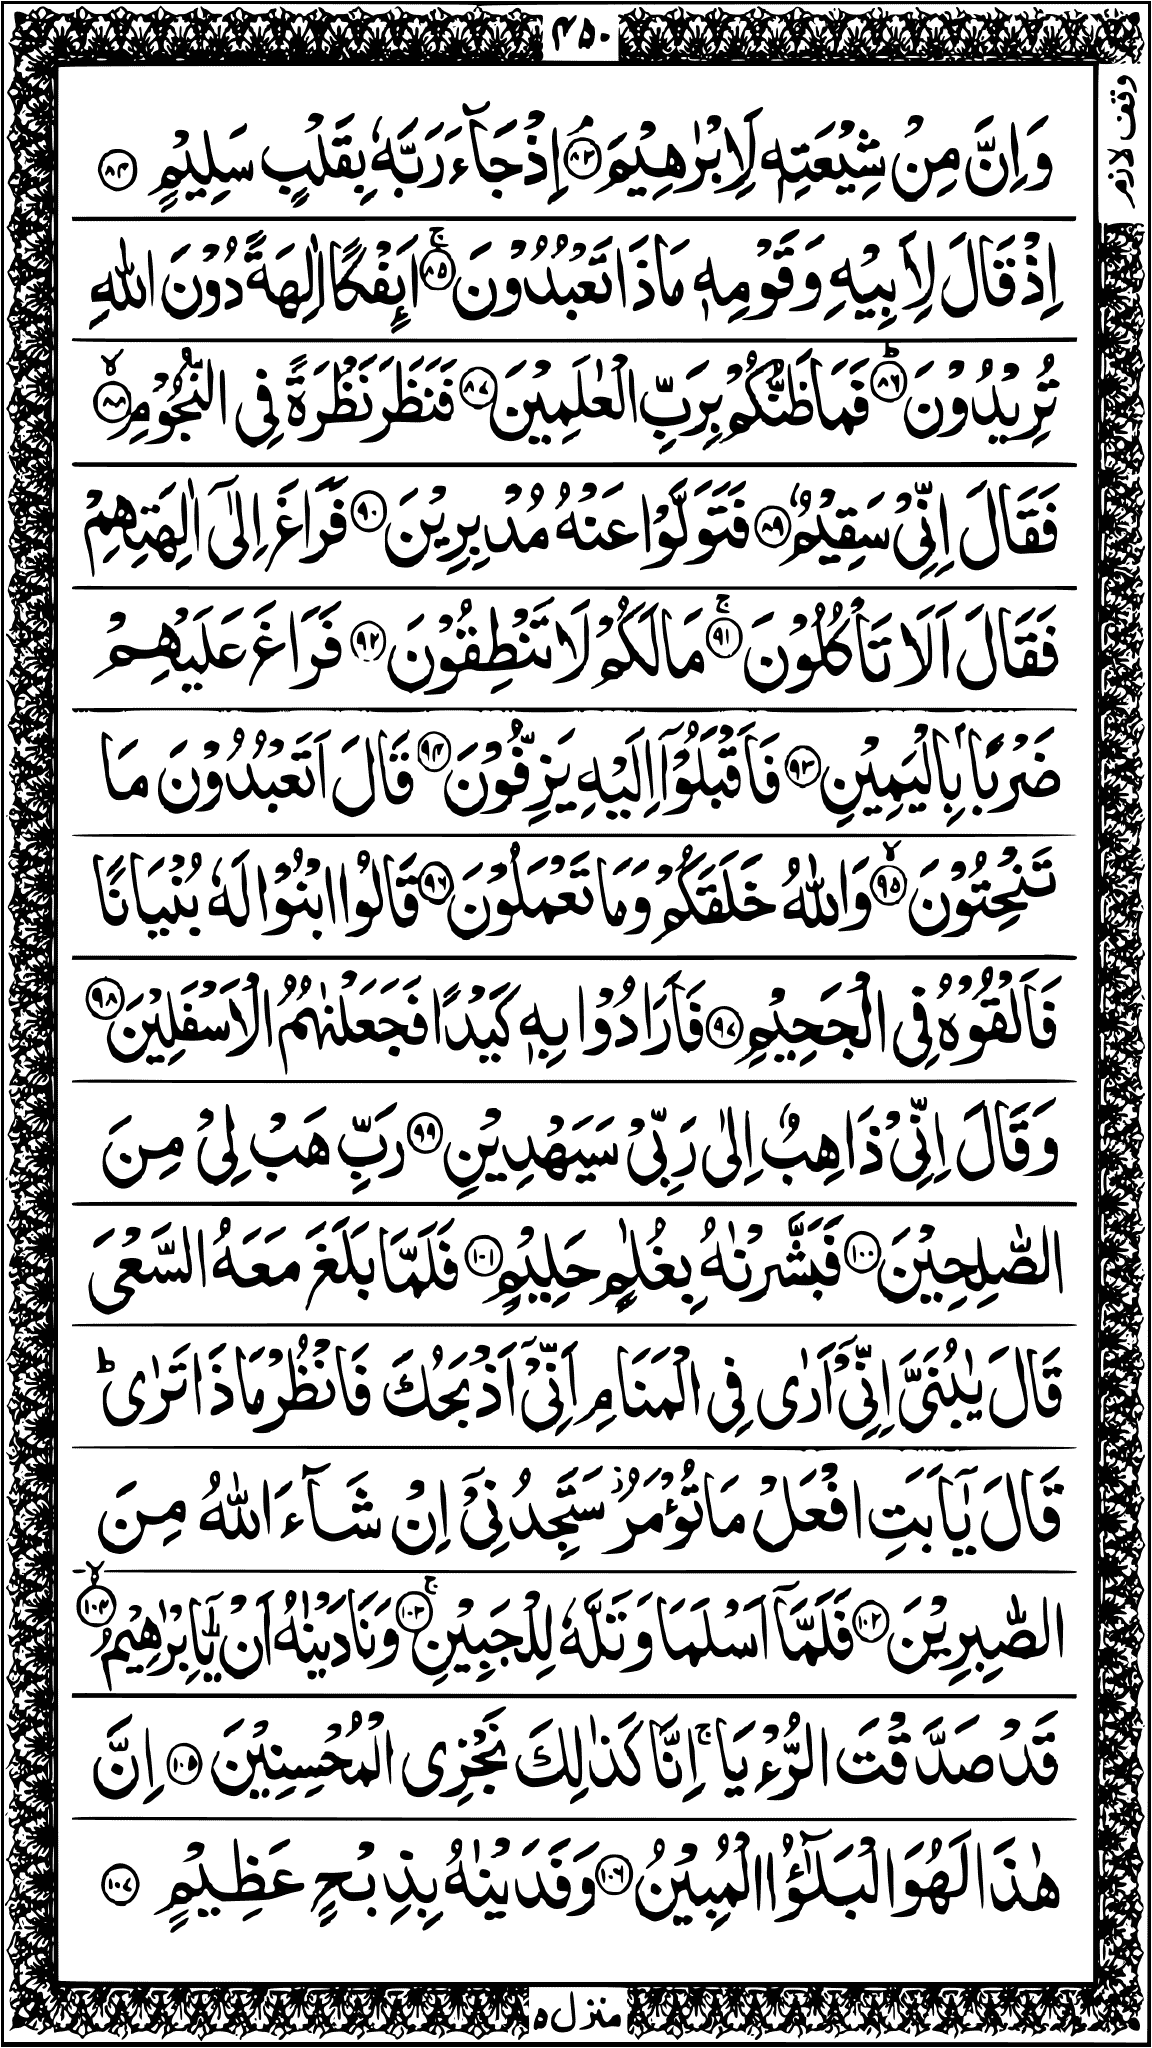 ۴۵۰
وقف لازم
وَاِنَّ مِنْ شِيْعَتِهٖ لَاِبْرٰهِيْمَ ۘ ﴿۸۳﴾ اِذْ جَآءَ رَبَّهٗ بِقَلْبٍ سَلِيْمٍ ﴿۸۴﴾
اِذْ قَالَ لِاَبِيْهِ وَقَوْمِهٖ مَاذَا تَعْبُدُوْنَ ۚ ﴿۸۵﴾ اَئِفْكًا اٰلِهَةً دُوْنَ اللّٰهِ
تُرِيْدُوْنَ ؕ ﴿۸۶﴾ فَمَا ظَنُّكُمْ بِرَبِّ الْعٰلَمِيْنَ ﴿۸۷﴾ فَنَظَرَ نَظْرَةً فِى النُّجُوْمِ ۙ ﴿۸۸﴾
فَقَالَ اِنِّىْ سَقِيْمٌ ﴿۸۹﴾ فَتَوَلَّوْا عَنْهُ مُدْبِرِيْنَ ﴿۹۰﴾ فَرَاغَ اِلٰٓى اٰلِهَتِهِمْ
فَقَالَ اَلَا تَاْكُلُوْنَ ۚ ﴿۹۱﴾ مَا لَكُمْ لَا تَنْطِقُوْنَ ﴿۹۲﴾ فَرَاغَ عَلَيْهِمْ
ضَرْبًۢا بِالْيَمِيْنِ ﴿۹۳﴾ فَاَقْبَلُوْۤا اِلَيْهِ يَزِفُّوْنَ ﴿۹۴﴾ قَالَ اَتَعْبُدُوْنَ مَا
تَنْحِتُوْنَ ۙ ﴿۹۵﴾ وَاللّٰهُ خَلَقَكُمْ وَمَا تَعْمَلُوْنَ ﴿۹۶﴾ قَالُوا ابْنُوْا لَهٗ بُنْيَانًا
فَاَلْقُوْهُ فِى الْجَحِيْمِ ﴿۹۷﴾ فَاَرَادُوْا بِهٖ كَيْدًا فَجَعَلْنٰهُمُ الْاَسْفَلِيْنَ ﴿۹۸﴾
وَقَالَ اِنِّىْ ذَاهِبٌ اِلٰى رَبِّىْ سَيَهْدِيْنِ ﴿۹۹﴾ رَبِّ هَبْ لِىْ مِنَ
الصّٰلِحِيْنَ ﴿۱۰۰﴾ فَبَشَّرْنٰهُ بِغُلٰمٍ حَلِيْمٍ ﴿۱۰۱﴾ فَلَمَّا بَلَغَ مَعَهُ السَّعْىَ
قَالَ يٰبُنَىَّ اِنِّىْۤ اَرٰى فِى الْمَنَامِ اَنِّىْۤ اَذْبَحُكَ فَانْظُرْ مَاذَا تَرٰى ؕ
قَالَ يٰۤاَبَتِ افْعَلْ مَا تُؤْمَرُ ؗ سَتَجِدُنِىْۤ اِنْ شَآءَ اللّٰهُ مِنَ
الصّٰبِرِيْنَ ﴿۱۰۲﴾ فَلَمَّاۤ اَسْلَمَا وَتَلَّهٗ لِلْجَبِيْنِ ۚ ﴿۱۰۳﴾ وَنَادَيْنٰهُ اَنْ يّٰۤاِبْرٰهِيْمُ ۙ ﴿۱۰۴﴾
قَدْ صَدَّقْتَ الرُّءْيَا ۚ اِنَّا كَذٰلِكَ نَجْزِى الْمُحْسِنِيْنَ ﴿۱۰۵﴾ اِنَّ
هٰذَا لَهُوَ الْبَلٰٓؤُا الْمُبِيْنُ ﴿۱۰۶﴾ وَفَدَيْنٰهُ بِذِبْحٍ عَظِيْمٍ ﴿۱۰۷﴾
منزل ۵